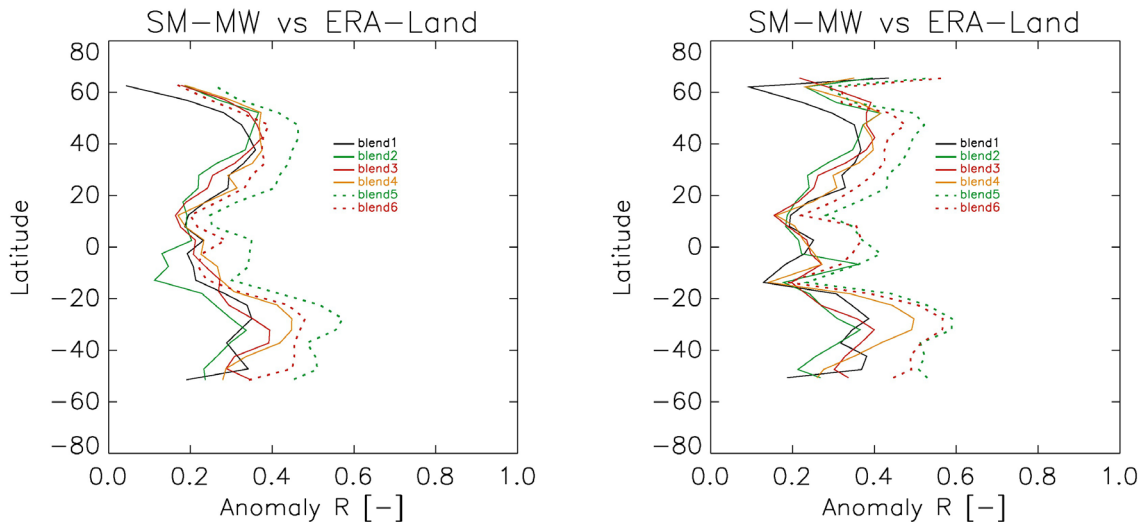 SM-MW vs ERA-Land
80
60
40
20
0
-20
-40
-60
-80
Latitude
blend1
blend2
blend3
blend4
blend5
blend6
0.0 0.2 0.4 0.6 0.8 1.0
Anomaly R [-]
SM-MW vs ERA-Land
80
60
40
20
0
-20
-40
-60
-80
Latitude
blend1
blend2
blend3
blend4
blend5
blend6
0.0 0.2 0.4 0.6 0.8 1.0
Anomaly R [-]